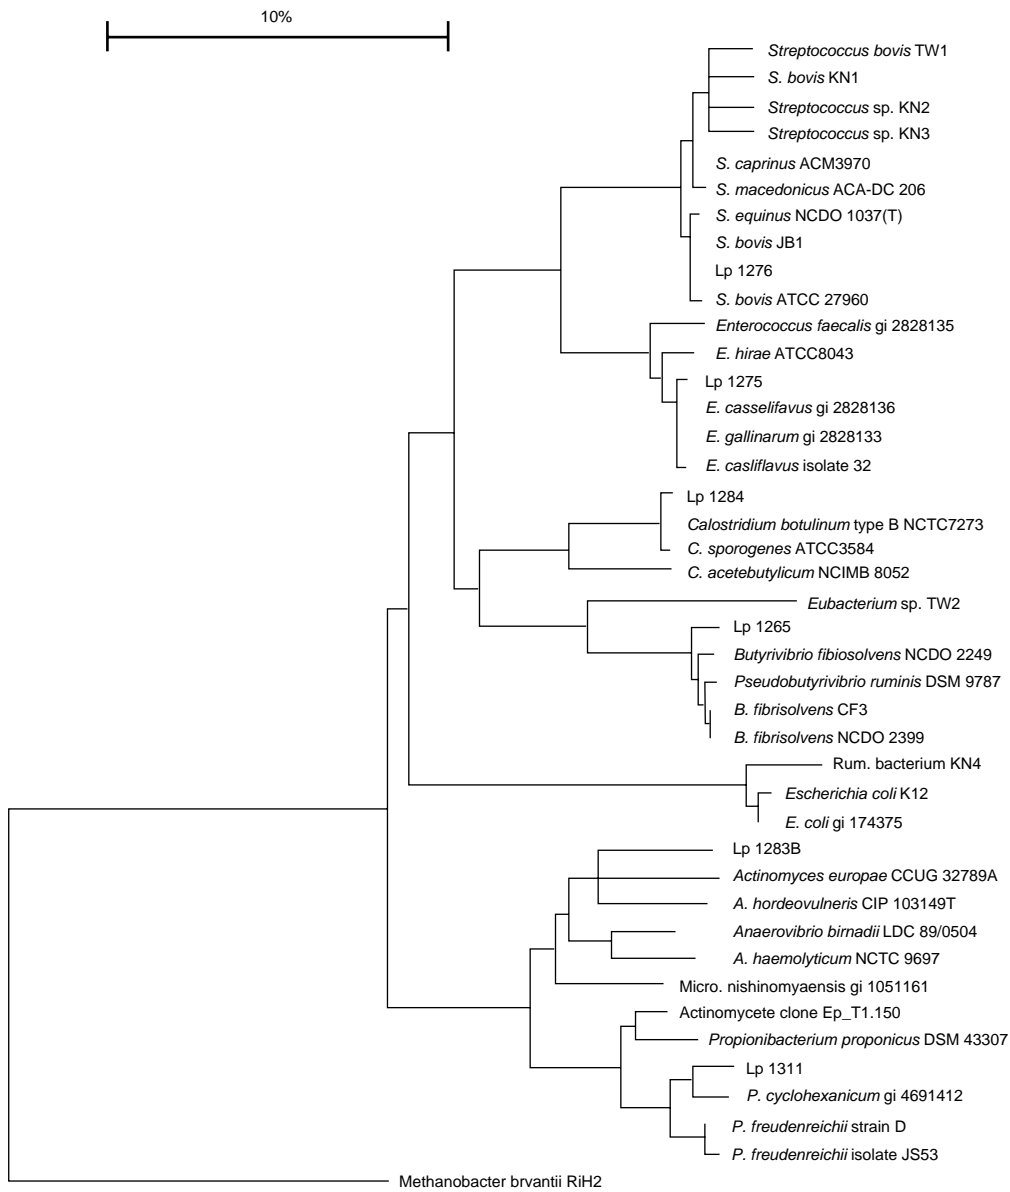 10%
Streptococcus bovis TW1
S. bovis KN1
Streptococcus sp. KN2
Streptococcus sp. KN3
S. caprinus ACM3970
S. macedonicus ACA-DC 206
S. equinus NCDO 1037(T)
S. bovis JB1
Lp 1276
S. bovis ATCC 27960
Enterococcus faecalis gi 2828135
E. hirae ATCC8043
Lp 1275
E. casselifavus gi 2828136
E. gallinarum gi 2828133
E. casliflavus isolate 32
Lp 1284
Calostridium botulinum type B NCTC7273
C. sporogenes ATCC3584
C. acetebutylicum NCIMB 8052
Eubacterium sp. TW2
Lp 1265
Butyrivibrio fibiosolvens NCDO 2249
Pseudobutyrivibrio ruminis DSM 9787
B. fibrisolvens CF3
B. fibrisolvens NCDO 2399
Rum. bacterium KN4
Escherichia coli K12
E. coli gi 174375
Lp 1283B
Actinomyces europae CCUG 32789A
A. hordeovulneris CIP 103149T
Anaerovibrio birnadii LDC 89/0504
A. haemolyticum NCTC 9697
Micro. nishinomyaensis gi 1051161
Actinomycete clone Ep_T1.150
Propionibacterium proponicus DSM 43307
Lp 1311
P. cyclohexanicum gi 4691412
P. freudenreichii strain D
P. freudenreichii isolate JS53
Methanobacter bryantii RiH2